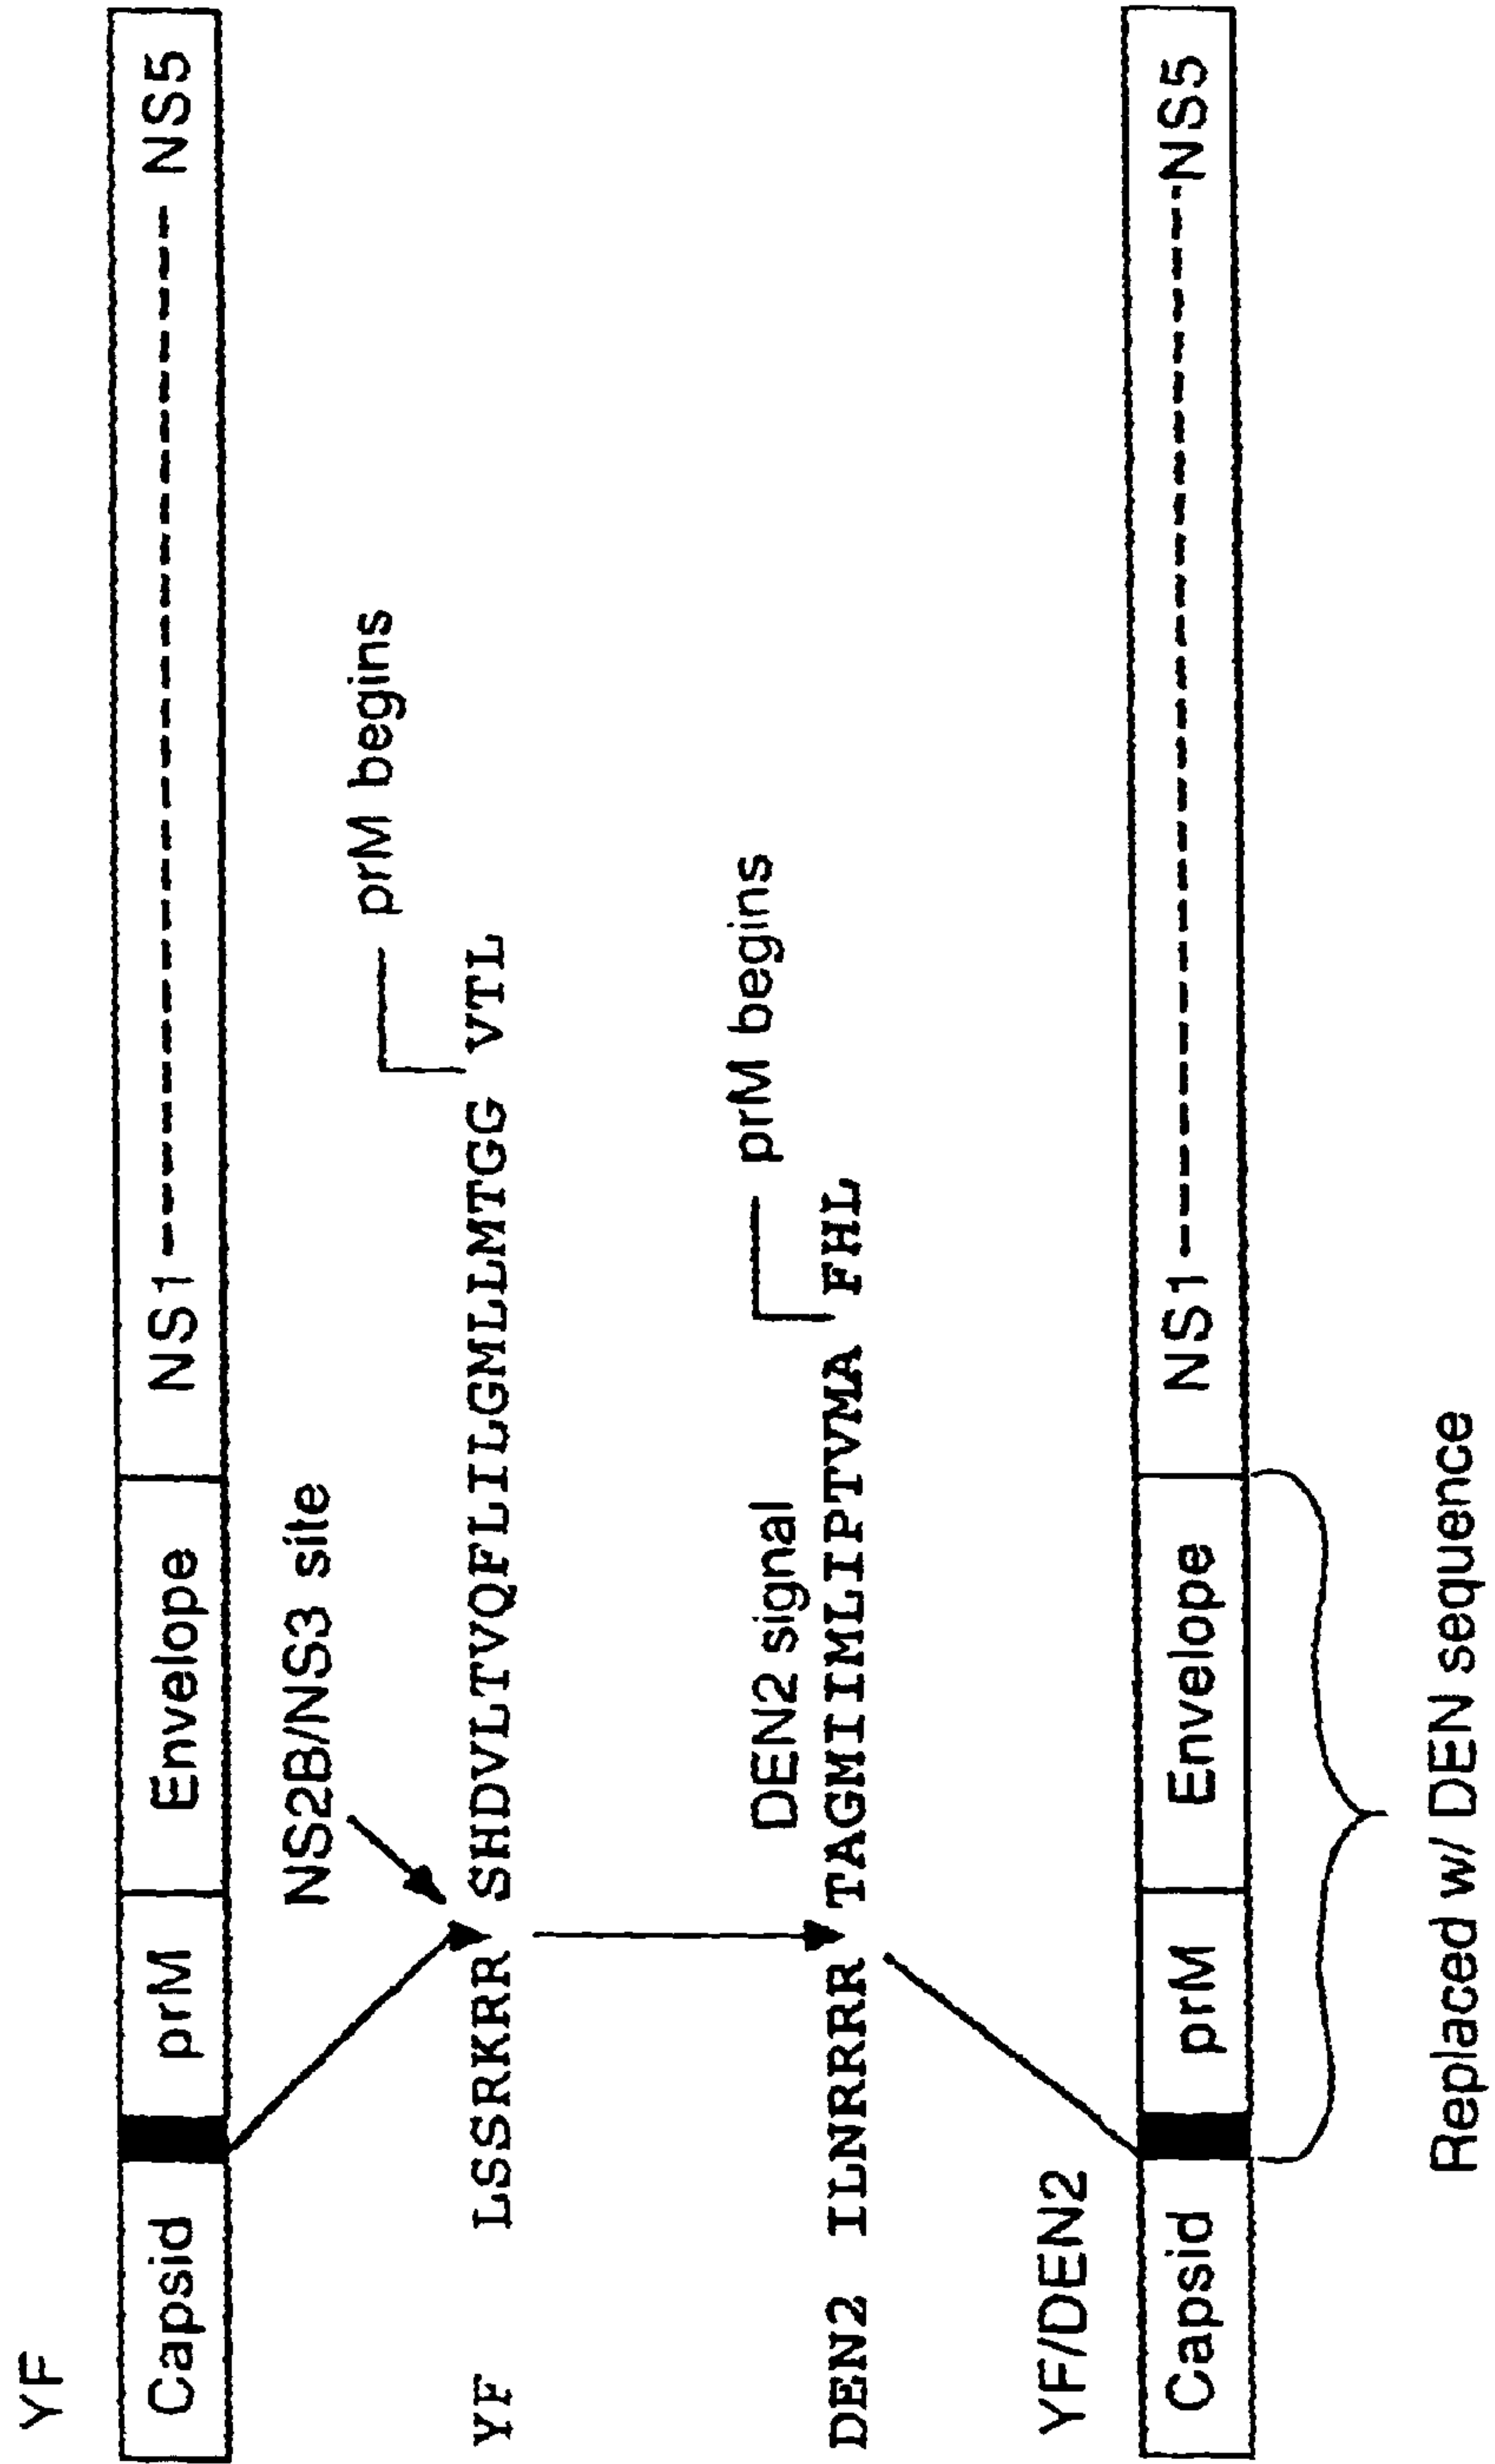 YF
Capsid prM Envelope NS1 NS5
NS2B/NS3 site
prM begins
YF LSSRKRR SHDVLTVQFLILGMLLMTGG VTL
DEN2 signal
prM begins
DEN2 ILNRRRR TAGMIIMLIPTVMA FHL
YF/DEN2
Capsid prM Envelope NS1 NS5
Replaced w/ DEN sequence